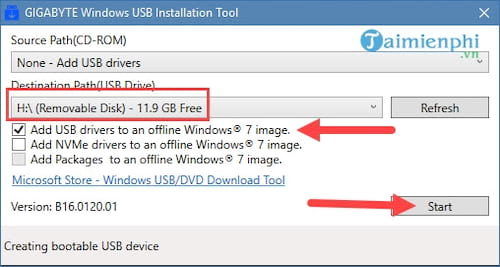 GIGABYTE Windows USB Installation Tool
Source Path(CD-ROM)
Taimienphi
.vn
None - Add USB drivers
Destination Path(USB Drive)
H:\ (Removable Disk) - 11.9 GB Free
Refresh
Add USB drivers to an offline Windows® 7 image.
Add NVMe drivers to an offline Windows® 7 image.
Add Packages to an offline Windows® 7 image.
Microsoft Store - Windows USB/DVD Download Tool
Version: B16.0120.01
Start
Creating bootable USB device